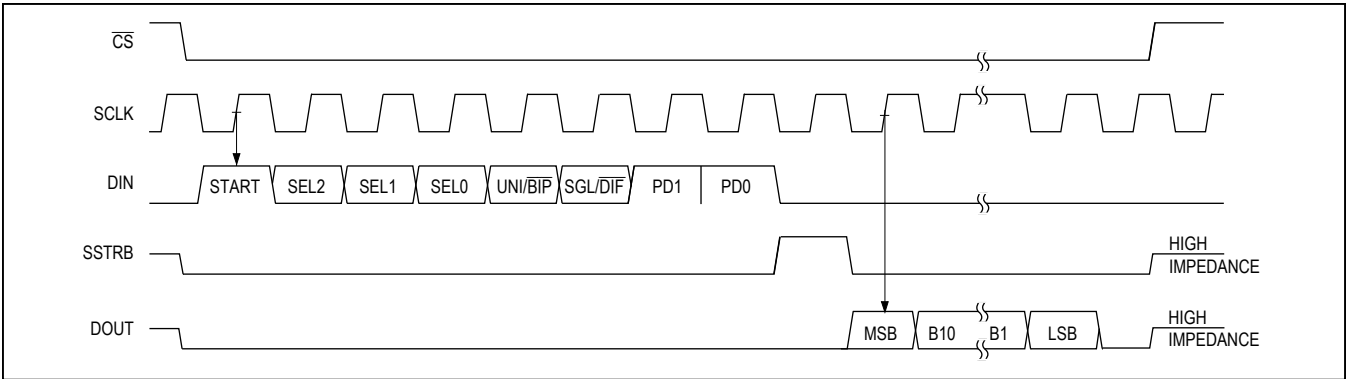 CS
SCLK
DIN START SEL2 SEL1 SEL0 UNI/BIP SGL/DIF PD1 PD0
SSTRB HIGH IMPEDANCE
DOUT MSB B10 B1 LSB HIGH IMPEDANCE